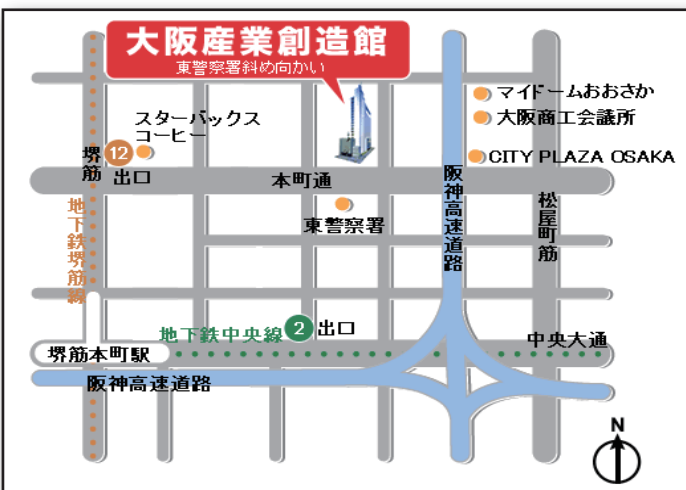 大阪産業創造館
東警察署斜め向かい
マイドームおおさか
大阪商工会議所
CITY PLAZA OSAKA
スターバックス
コーヒー
堺筋
12
出口
本町通
阪神高速道路
松屋町筋
東警察署
地下鉄堺筋線
地下鉄中央線
2
出口
中央大通
堺筋本町駅
阪神高速道路
N